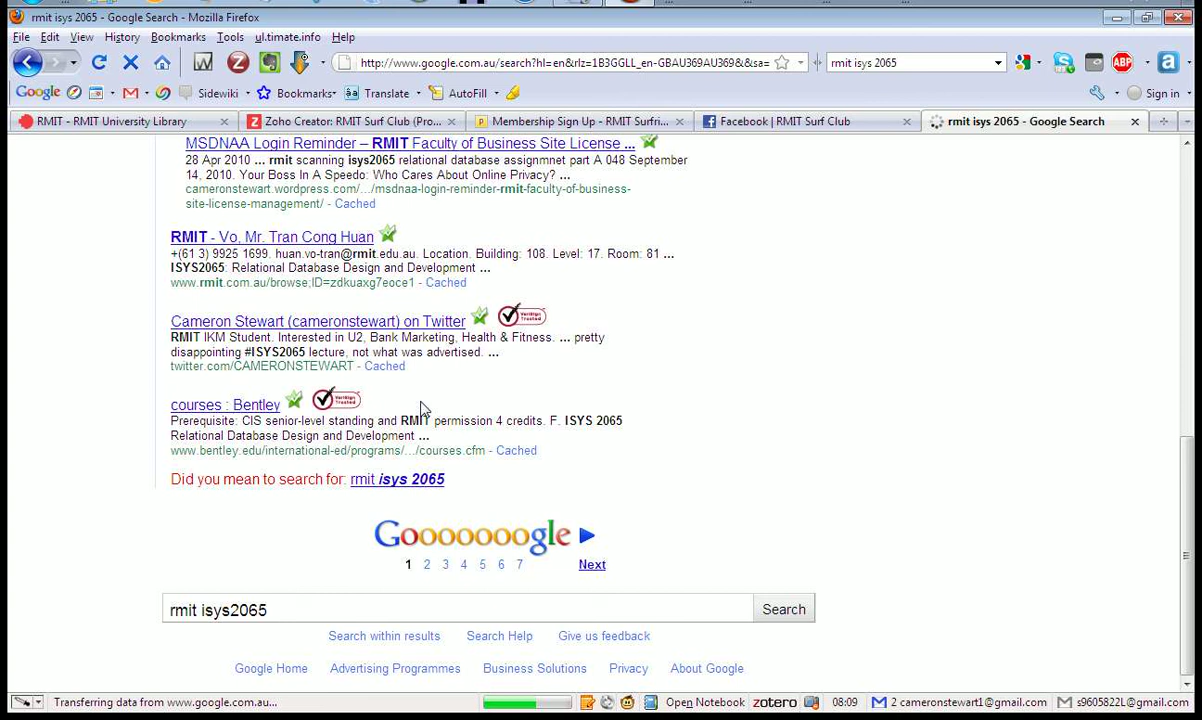 rmit isys 2065 - Google Search - Mozilla Firefox
File Edit View History Bookmarks Tools ul.timate.info Help
http://www.google.com.au/search?hl=en&rlz=1B3GGLL_en-GBAU369AU369&&sa= rmit isys 2065
Google Sidewiki Bookmarks Translate AutoFill Sign in
RMIT - RMIT University Library Zoho Creator: RMIT Surf Club (Pro... Membership Sign Up - RMIT Surfri... Facebook | RMIT Surf Club rmit isys 2065 - Google Search
MSDNAA Login Reminder – RMIT Faculty of Business Site License ...
28 Apr 2010 ... rmit scanning isys2065 relational database assignmnet part A 048 September
14, 2010. Your Boss In A Speedo: Who Cares About Online Privacy? ...
cameronstewart.wordpress.com/.../msdnaa-login-reminder-rmit-faculty-of-business-
site-license-management/ - Cached
RMIT - Vo, Mr. Tran Cong Huan
+(61 3) 9925 1699. huan.vo-tran@rmit.edu.au. Location. Building: 108. Level: 17. Room: 81 ...
ISYS2065: Relational Database Design and Development ...
www.rmit.com.au/browse;ID=zdkuaxg7eoce1 - Cached
Cameron Stewart (cameronstewart) on Twitter
VeriSign Trusted
RMIT IKM Student. Interested in U2, Bank Marketing, Health & Fitness. ... pretty
disappointing #ISYS2065 lecture, not what was advertised. ...
twitter.com/CAMERONSTEWART - Cached
courses : Bentley
VeriSign Trusted
Prerequisite: CIS senior-level standing and RMIT permission 4 credits. F. ISYS 2065
Relational Database Design and Development ...
www.bentley.edu/international-ed/programs/.../courses.cfm - Cached
Did you mean to search for: rmit isys 2065
Gooooooogle
1 2 3 4 5 6 7 Next
rmit isys2065 Search
Search within results Search Help Give us feedback
Google Home Advertising Programmes Business Solutions Privacy About Google
Transferring data from www.google.com.au... Open Notebook zotero 08:09 2 cameronstewart1@gmail.com s9605822L@gmail.com